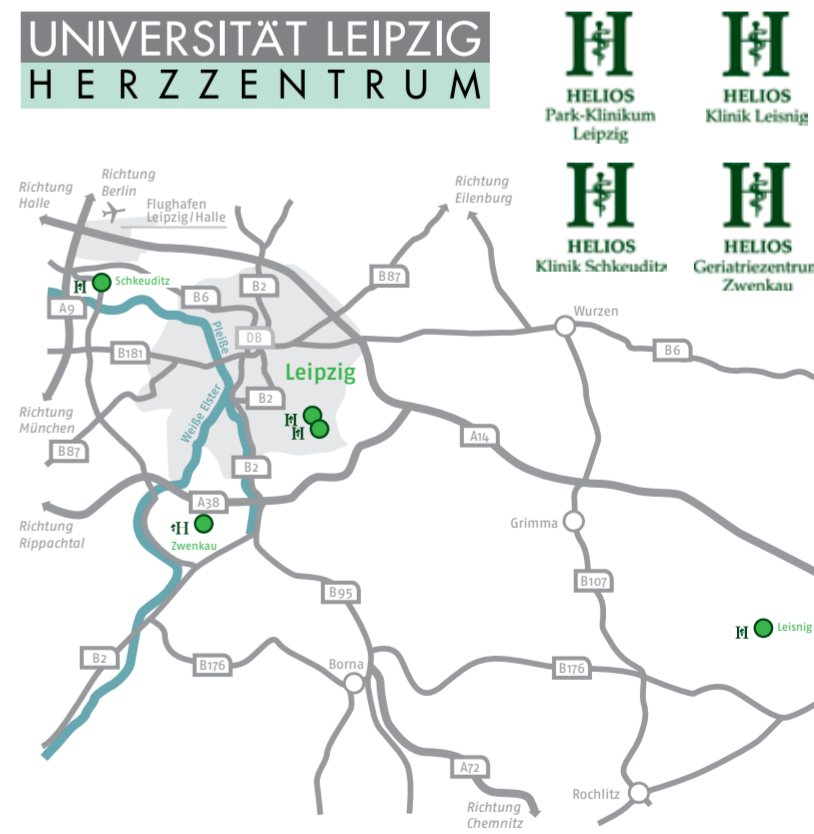 UNIVERSITÄT LEIPZIG
HERZZENTRUM
HELIOS
Park-Klinikum
Leipzig
HELIOS
Klinik Leisnig
HELIOS
Klinik Schkeuditz
HELIOS
Geriatriezentrum
Zwenkau
Richtung
Halle
Richtung
Berlin
Flughafen
Leipzig/Halle
Richtung
Eilenburg
Schkeuditz
A9
B6
B2
B87
Pleiße
DB
Wurzen
B6
B181
Leipzig
Weiße Elster
B2
Richtung
München
B87
B2
A14
A38
Richtung
Rippachtal
Zwenkau
Grimma
B107
B95
Leisnig
B2
B176
Borna
B176
A72
Rochlitz
Richtung
Chemnitz